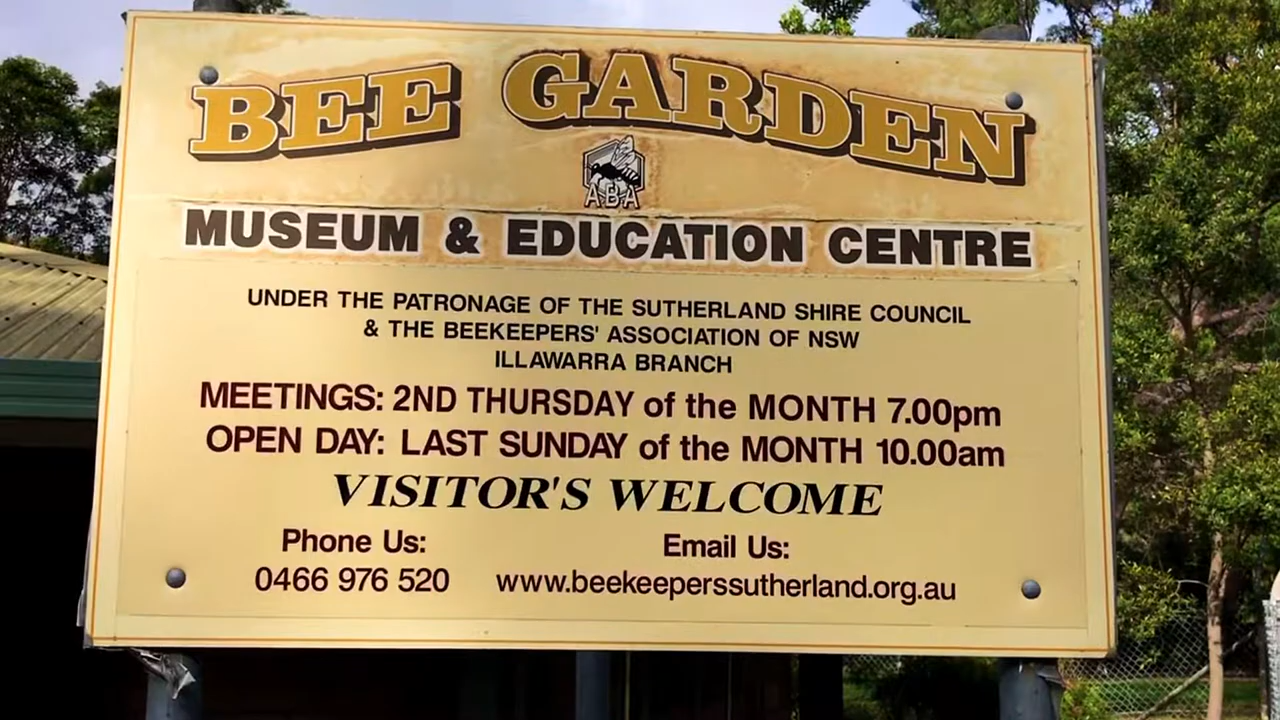 BEE GARDEN
ABA
MUSEUM & EDUCATION CENTRE
UNDER THE PATRONAGE OF THE SUTHERLAND SHIRE COUNCIL
& THE BEEKEEPERS' ASSOCIATION OF NSW
ILLAWARRA BRANCH
MEETINGS: 2ND THURSDAY of the MONTH 7.00pm
OPEN DAY: LAST SUNDAY of the MONTH 10.00am
VISITOR'S WELCOME
Phone Us: Email Us:
0466 976 520 www.beekeeperssutherland.org.au